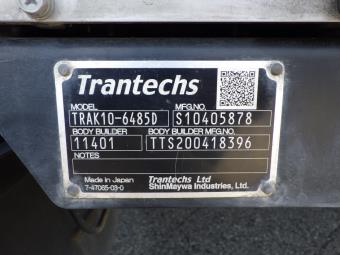 Trantechs
MODEL MFG.NO.
TRAK10-6485D S10405878
BODY BUILDER BODY BUILDER MFG.NO.
11401 TTS200418396
NOTES
Made in Japan Trantechs Ltd
7-47065-03-0 ShinMaywa Industries, Ltd.